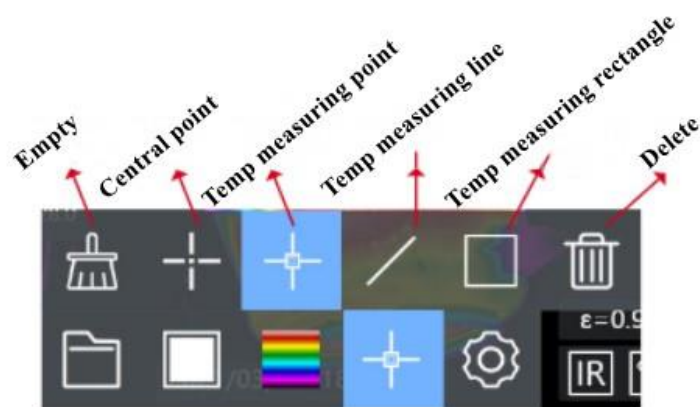 Empty
Central point
Temp measuring point
Temp measuring line
Temp measuring rectangle
Delete
ε=0.9
IR